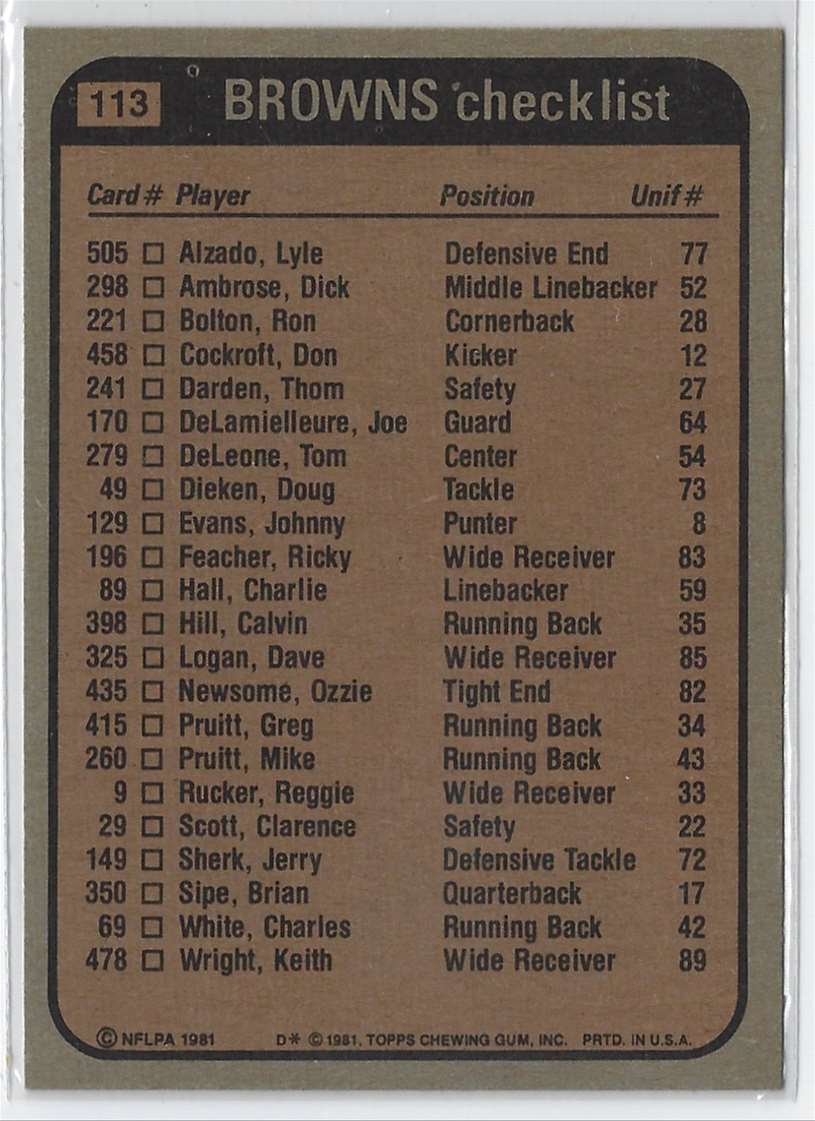 113 BROWNS checklist
Card # Player Position Unif #
505 □ Alzado, Lyle Defensive End 77
298 □ Ambrose, Dick Middle Linebacker 52
221 □ Bolton, Ron Cornerback 28
458 □ Cockroft, Don Kicker 12
241 □ Darden, Thom Safety 27
170 □ DeLamielleure, Joe Guard 64
279 □ DeLeone, Tom Center 54
49 □ Dieken, Doug Tackle 73
129 □ Evans, Johnny Punter 8
196 □ Feacher, Ricky Wide Receiver 83
89 □ Hall, Charlie Linebacker 59
398 □ Hill, Calvin Running Back 35
325 □ Logan, Dave Wide Receiver 85
435 □ Newsome, Ozzie Tight End 82
415 □ Pruitt, Greg Running Back 34
260 □ Pruitt, Mike Running Back 43
9 □ Rucker, Reggie Wide Receiver 33
29 □ Scott, Clarence Safety 22
149 □ Sherk, Jerry Defensive Tackle 72
350 □ Sipe, Brian Quarterback 17
69 □ White, Charles Running Back 42
478 □ Wright, Keith Wide Receiver 89
© NFLPA 1981 D* © 1981, TOPPS CHEWING GUM, INC. PRTD. IN U.S.A.